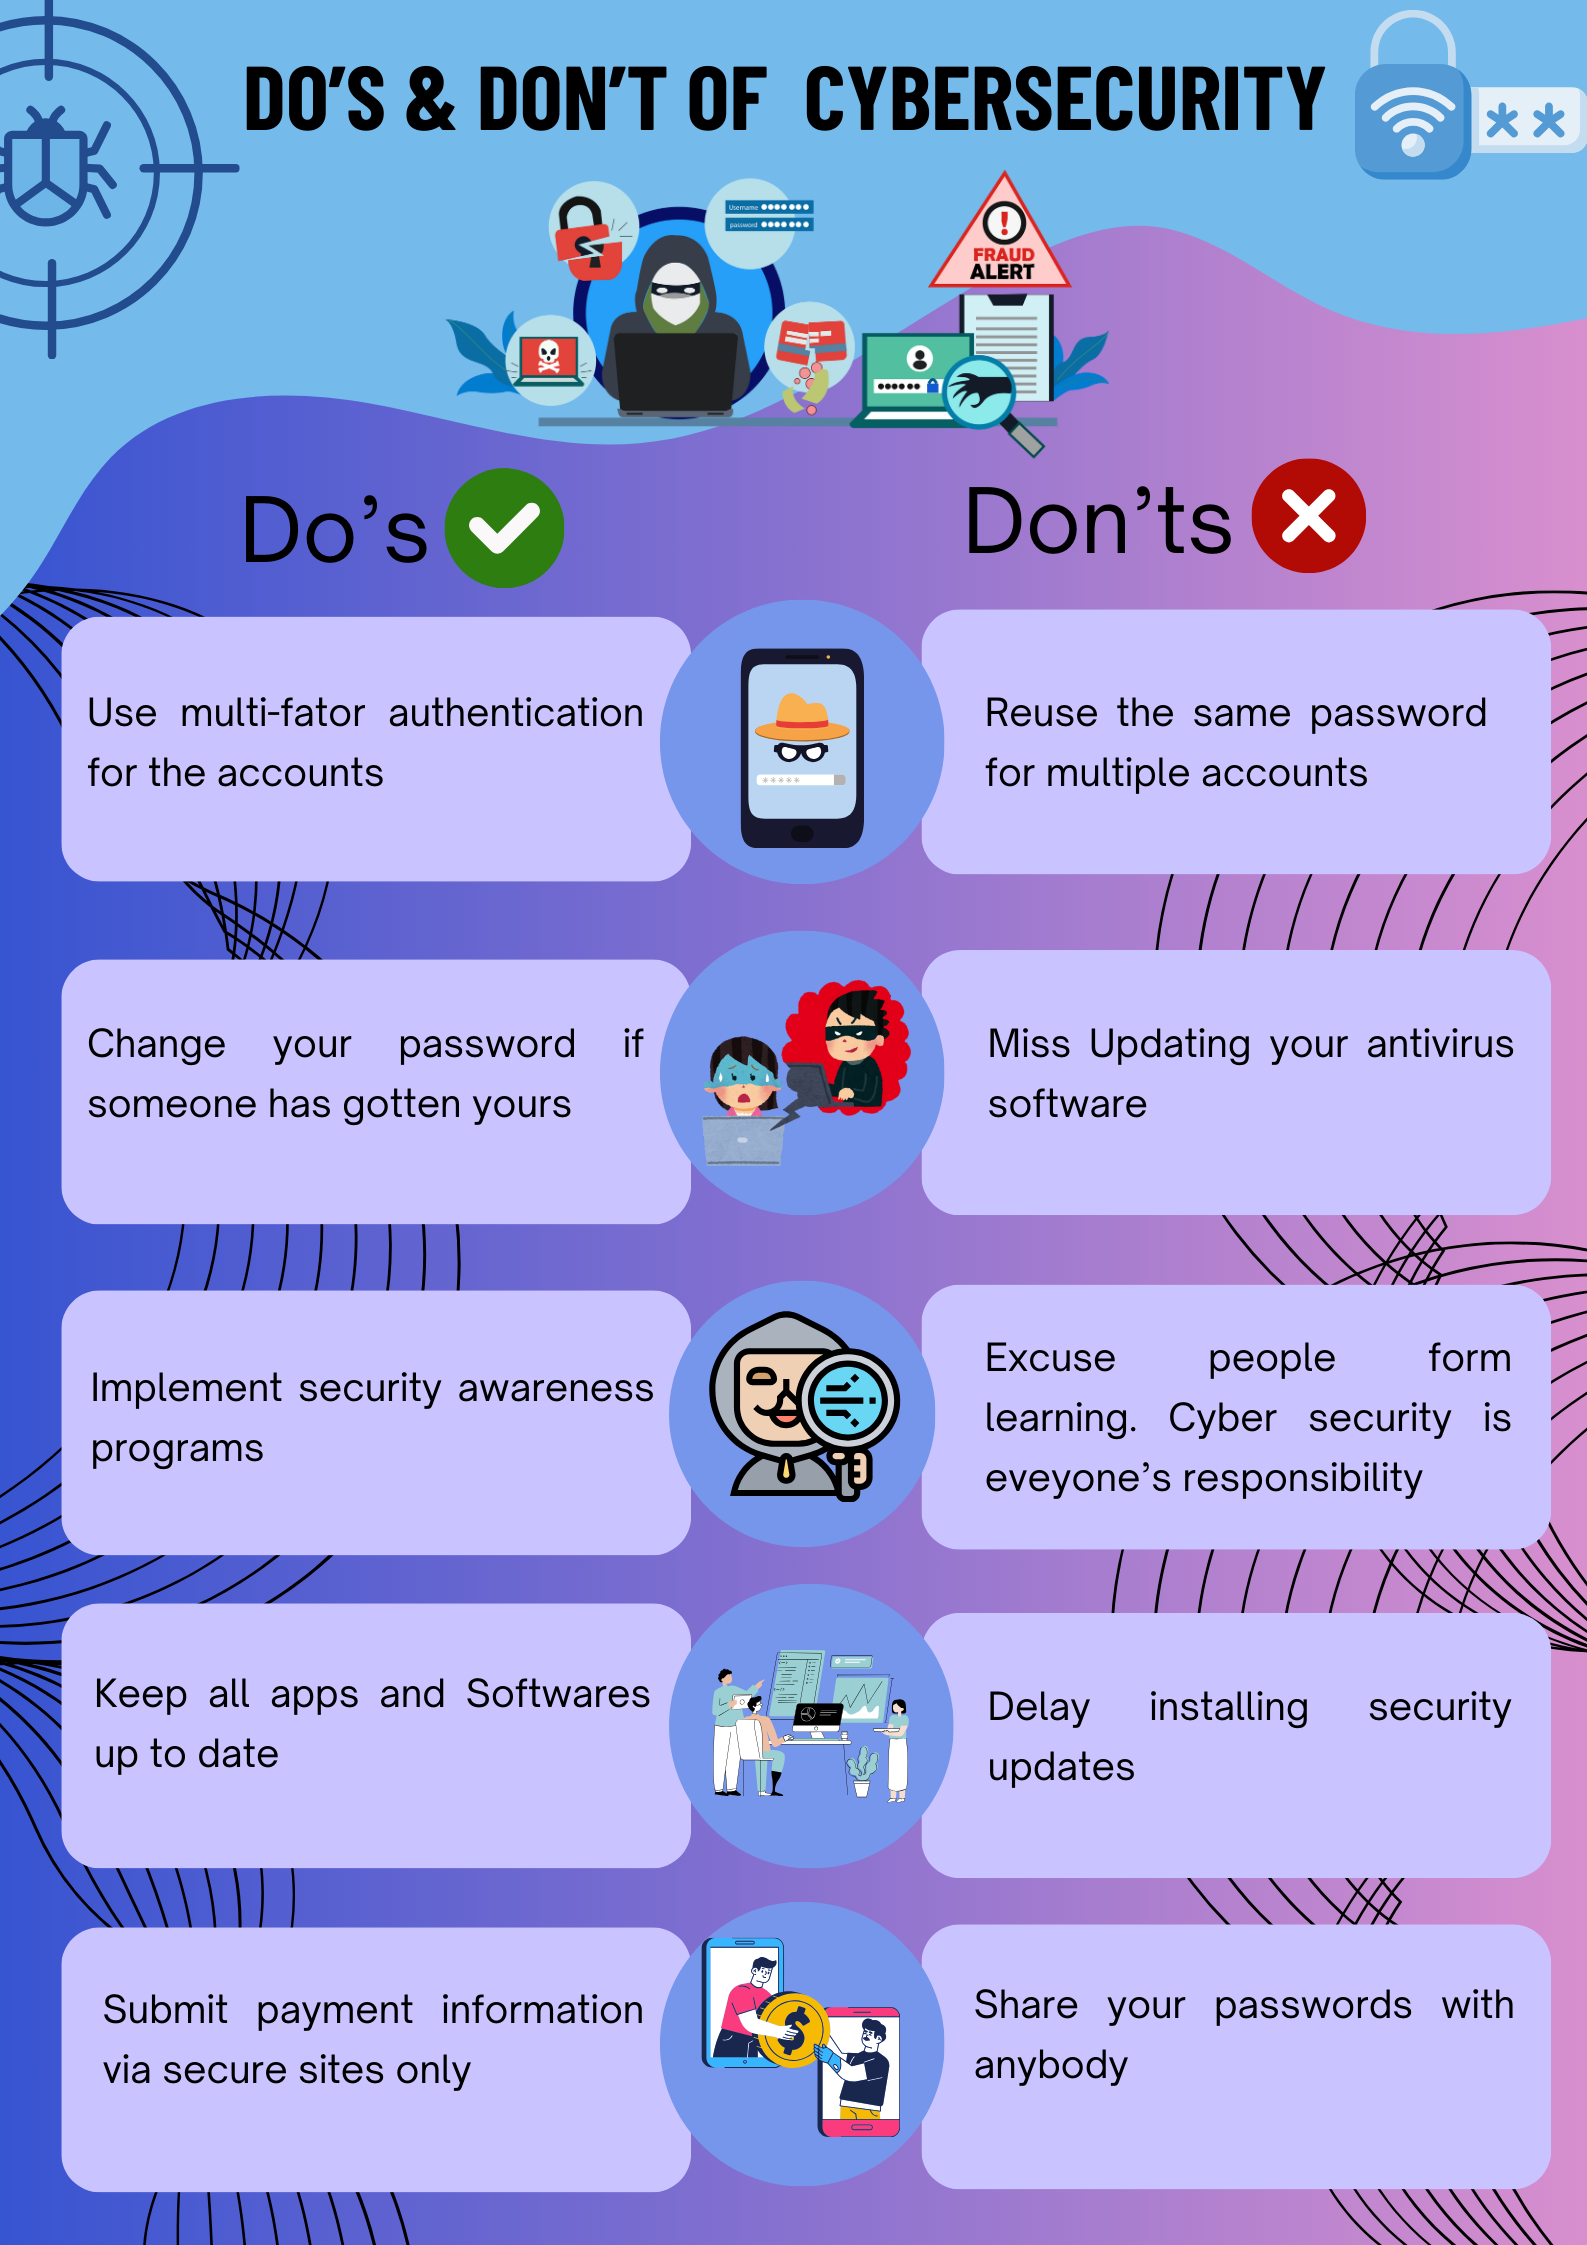 DO'S & DON'T OF CYBERSECURITY
Username
password
FRAUD
ALERT
Do's
Don'ts
Use multi-fator authentication
for the accounts
Reuse the same password
for multiple accounts
Change your password if
someone has gotten yours
Miss Updating your antivirus
software
Implement security awareness
programs
Excuse people form
learning. Cyber security is
eveyone's responsibility
Keep all apps and Softwares
up to date
Delay installing security
updates
Submit payment information
via secure sites only
Share your passwords with
anybody